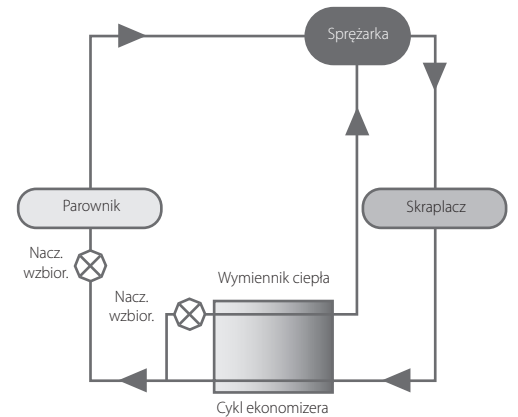 Sprężarka
Parownik
Skraplacz
Nacz.
wzbior.
Wymiennik ciepła
Nacz.
wzbior.
Cykl ekonomizera